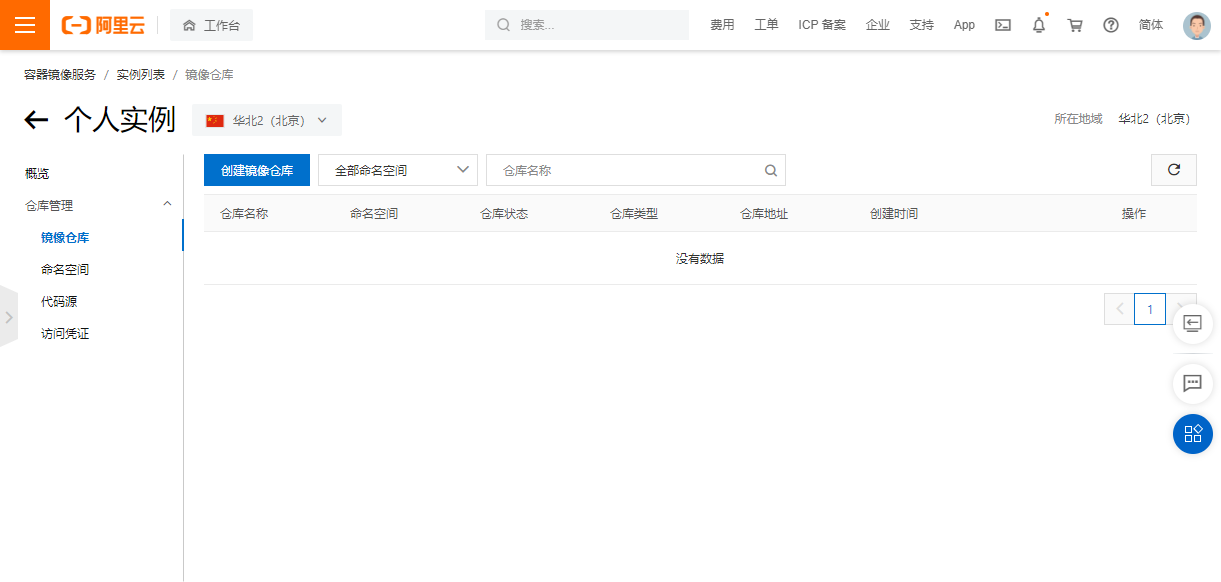 阿里云 工作台 搜索... 费用 工单 ICP 备案 企业 支持 App 简体
容器镜像服务 / 实例列表 / 镜像仓库
个人实例 华北2（北京） 所在地域 华北2（北京）
概览
仓库管理
镜像仓库
命名空间
代码源
访问凭证
创建镜像仓库 全部命名空间 仓库名称
仓库名称 命名空间 仓库状态 仓库类型 仓库地址 创建时间 操作
没有数据
1